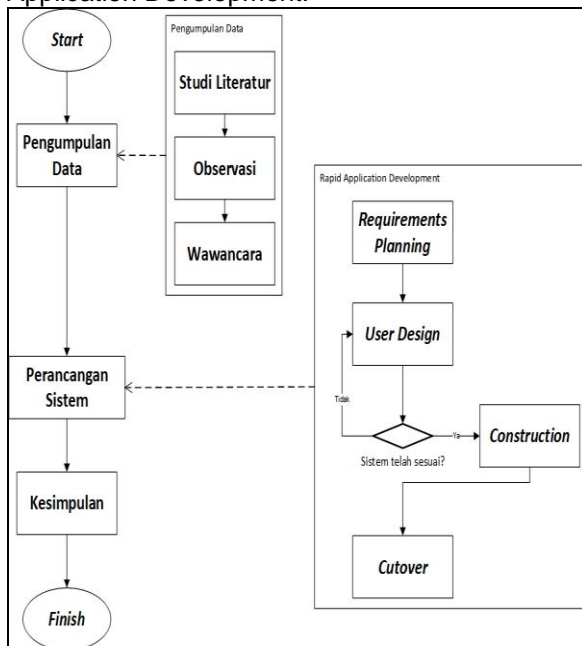 Application Development.
Start
Pengumpulan
Data
Perancangan
Sistem
Kesimpulan
Finish
Pengumpulan Data
Studi Literatur
Observasi
Wawancara
Rapid Application Development
Requirements
Planning
User Design
Tidak
Ya
Sistem telah sesuai?
Construction
Cutover